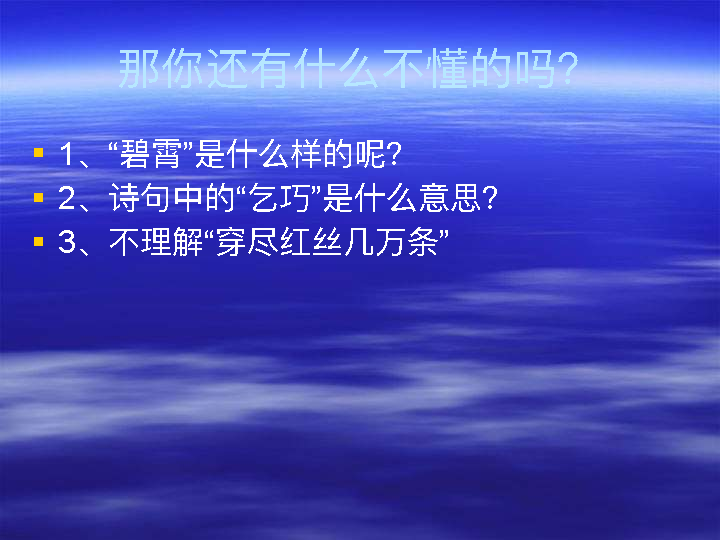 那你还有什么不懂的吗?
1、“碧霄”是什么样的呢?
2、诗句中的“乞巧”是什么意思?
3、不理解“穿尽红丝几万条”